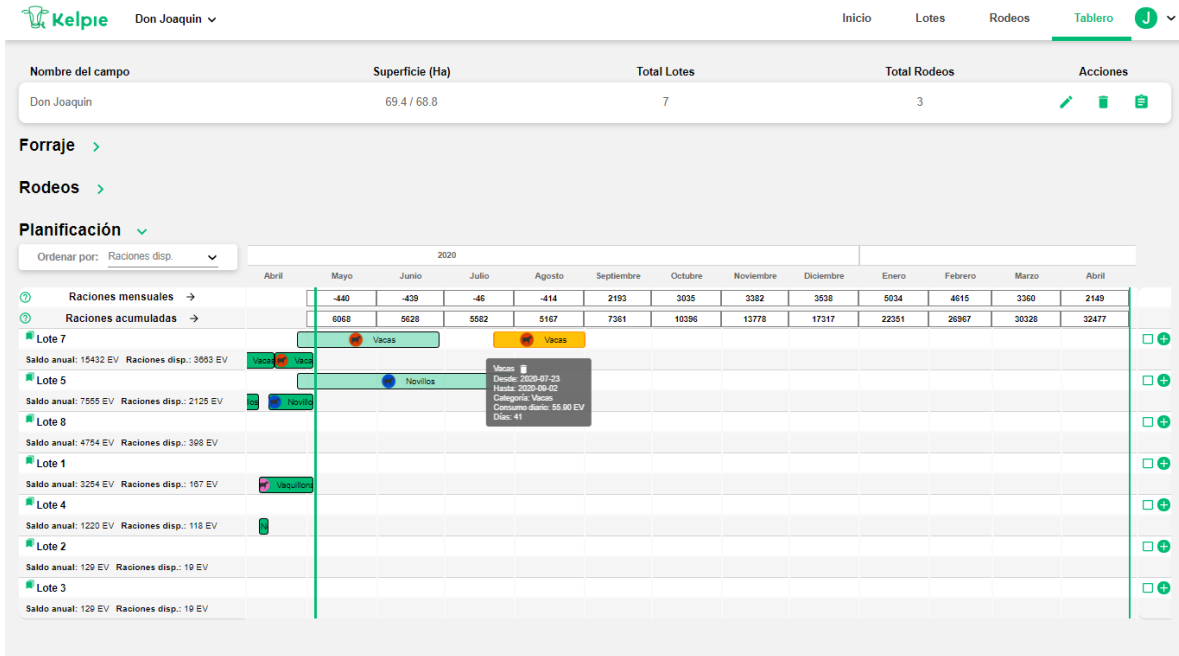 Kelpie Don Joaquin Inicio Lotes Rodeos Tablero J
Nombre del campo Superficie (Ha) Total Lotes Total Rodeos Acciones
Don Joaquin 69.4 / 68.8 7 3
Forraje
Rodeos
Planificación
Ordenar por: Raciones disp.
2020
Abril Mayo Junio Julio Agosto Septiembre Octubre Noviembre Diciembre Enero Febrero Marzo Abril
Raciones mensuales → -440 -439 -46 -414 2193 3035 3382 3538 5034 4615 3360 2149
Raciones acumuladas → 6068 5628 5582 5167 7361 10396 13778 17317 22351 26967 30328 32477
Lote 7 Vacas Vacas
Saldo anual: 15432 EV Raciones disp.: 3663 EV Vacas Vaca
Lote 5 Novillos
Saldo anual: 7555 EV Raciones disp.: 2125 EV los Novillo
Vacas
Desde: 2020-07-23
Hasta: 2020-09-02
Categoría: Vacas
Consumo diario: 55.90 EV
Días: 41
Lote 8
Saldo anual: 4754 EV Raciones disp.: 398 EV
Lote 1
Saldo anual: 3254 EV Raciones disp.: 167 EV Vaquillona
Lote 4
Saldo anual: 1220 EV Raciones disp.: 118 EV
Lote 2
Saldo anual: 129 EV Raciones disp.: 19 EV
Lote 3
Saldo anual: 129 EV Raciones disp.: 19 EV